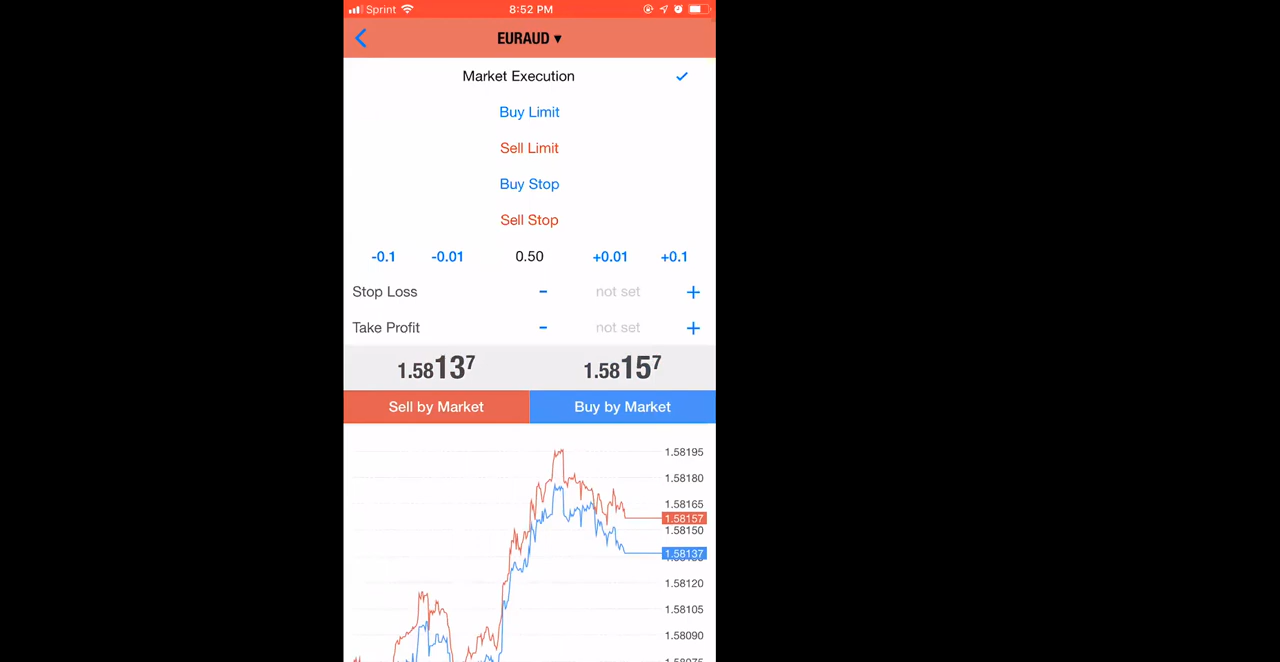 Sprint 8:52 PM
EURAUD ▼
Market Execution
Buy Limit
Sell Limit
Buy Stop
Sell Stop
-0.1 -0.01 0.50 +0.01 +0.1
Stop Loss - not set +
Take Profit - not set +
1.58137 1.58157
Sell by Market Buy by Market
1.58195
1.58180
1.58165
1.58157
1.58150
1.58137
1.58120
1.58105
1.58090